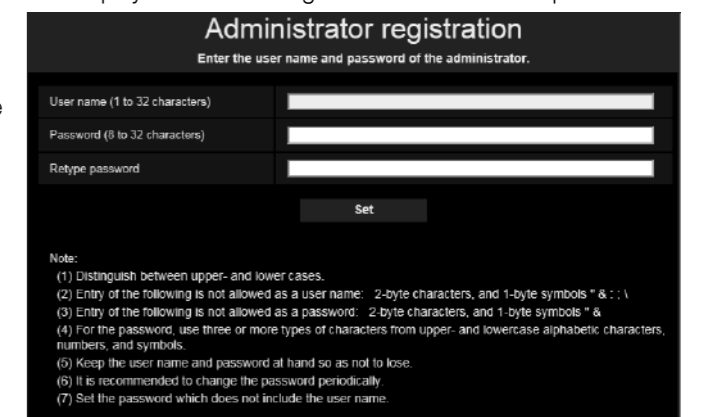 Administrator registration
Enter the user name and password of the administrator.
User name (1 to 32 characters)
Password (8 to 32 characters)
Retype password
Set
Note:
(1) Distinguish between upper- and lower cases.
(2) Entry of the following is not allowed as a user name: 2-byte characters, and 1-byte symbols " & : ; \
(3) Entry of the following is not allowed as a password: 2-byte characters, and 1-byte symbols " &
(4) For the password, use three or more types of characters from upper- and lowercase alphabetic characters,
numbers, and symbols.
(5) Keep the user name and password at hand so as not to lose.
(6) It is recommended to change the password periodically.
(7) Set the password which does not include the user name.